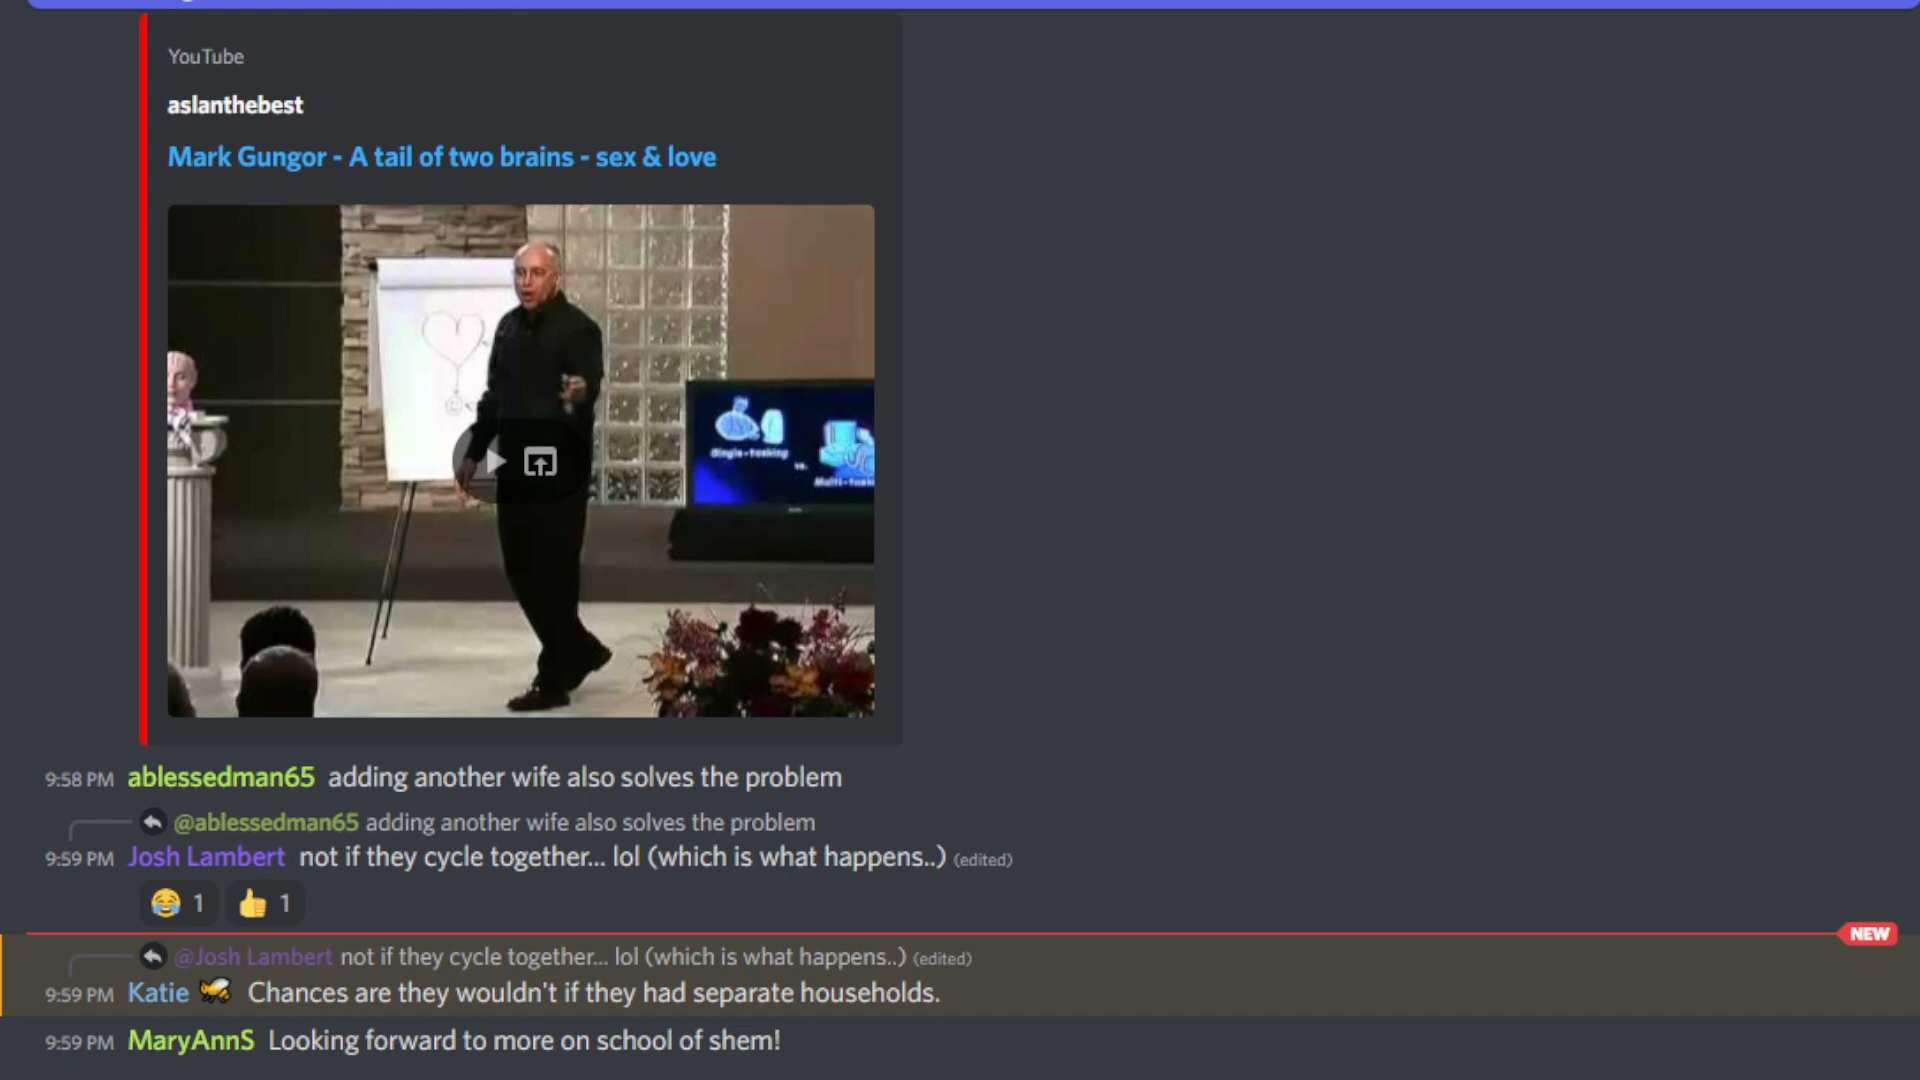 YouTube
aslanthebest
Mark Gungor - A tail of two brains - sex & love
Single-tasking
vs.
9:58 PM ablessedman65 adding another wife also solves the problem
@ablessedman65 adding another wife also solves the problem
9:59 PM Josh Lambert not if they cycle together... lol (which is what happens..) (edited)
😂 1 👍 1
NEW
@Josh Lambert not if they cycle together... lol (which is what happens..) (edited)
9:59 PM Katie 🐝 Chances are they wouldn't if they had separate households.
9:59 PM MaryAnnS Looking forward to more on school of shem!